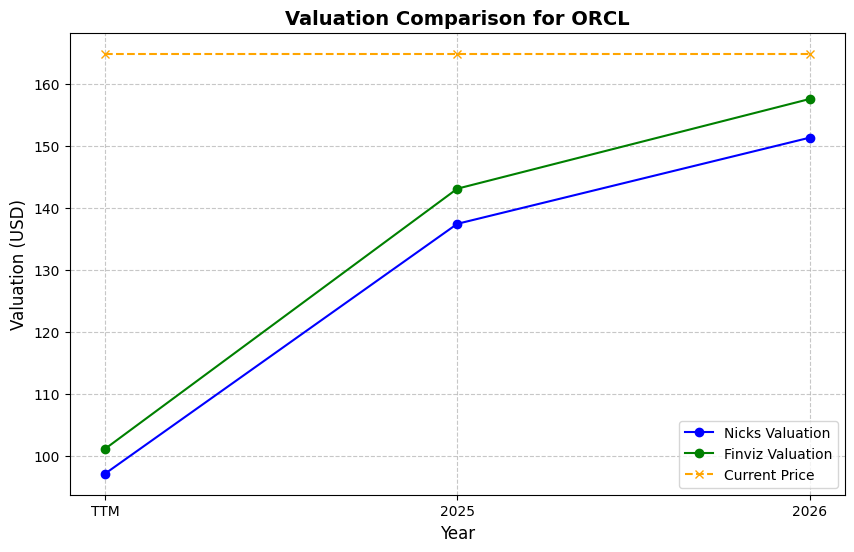 Valuation Comparison for ORCL
Valuation (USD)
160
150
140
130
120
110
100
TTM
2025
2026
Year
Nicks Valuation
Finviz Valuation
Current Price